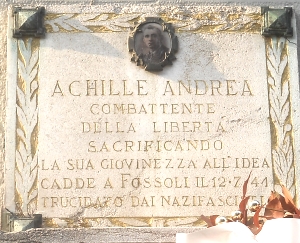 ACHILLE ANDREA
COMBATTENTE
DELLA LIBERTÀ
SACRIFICANDO
LA SUA GIOVINEZZA ALL'IDEA
CADDE A FOSSOLI IL 12·7·44
TRUCIDATO DAI